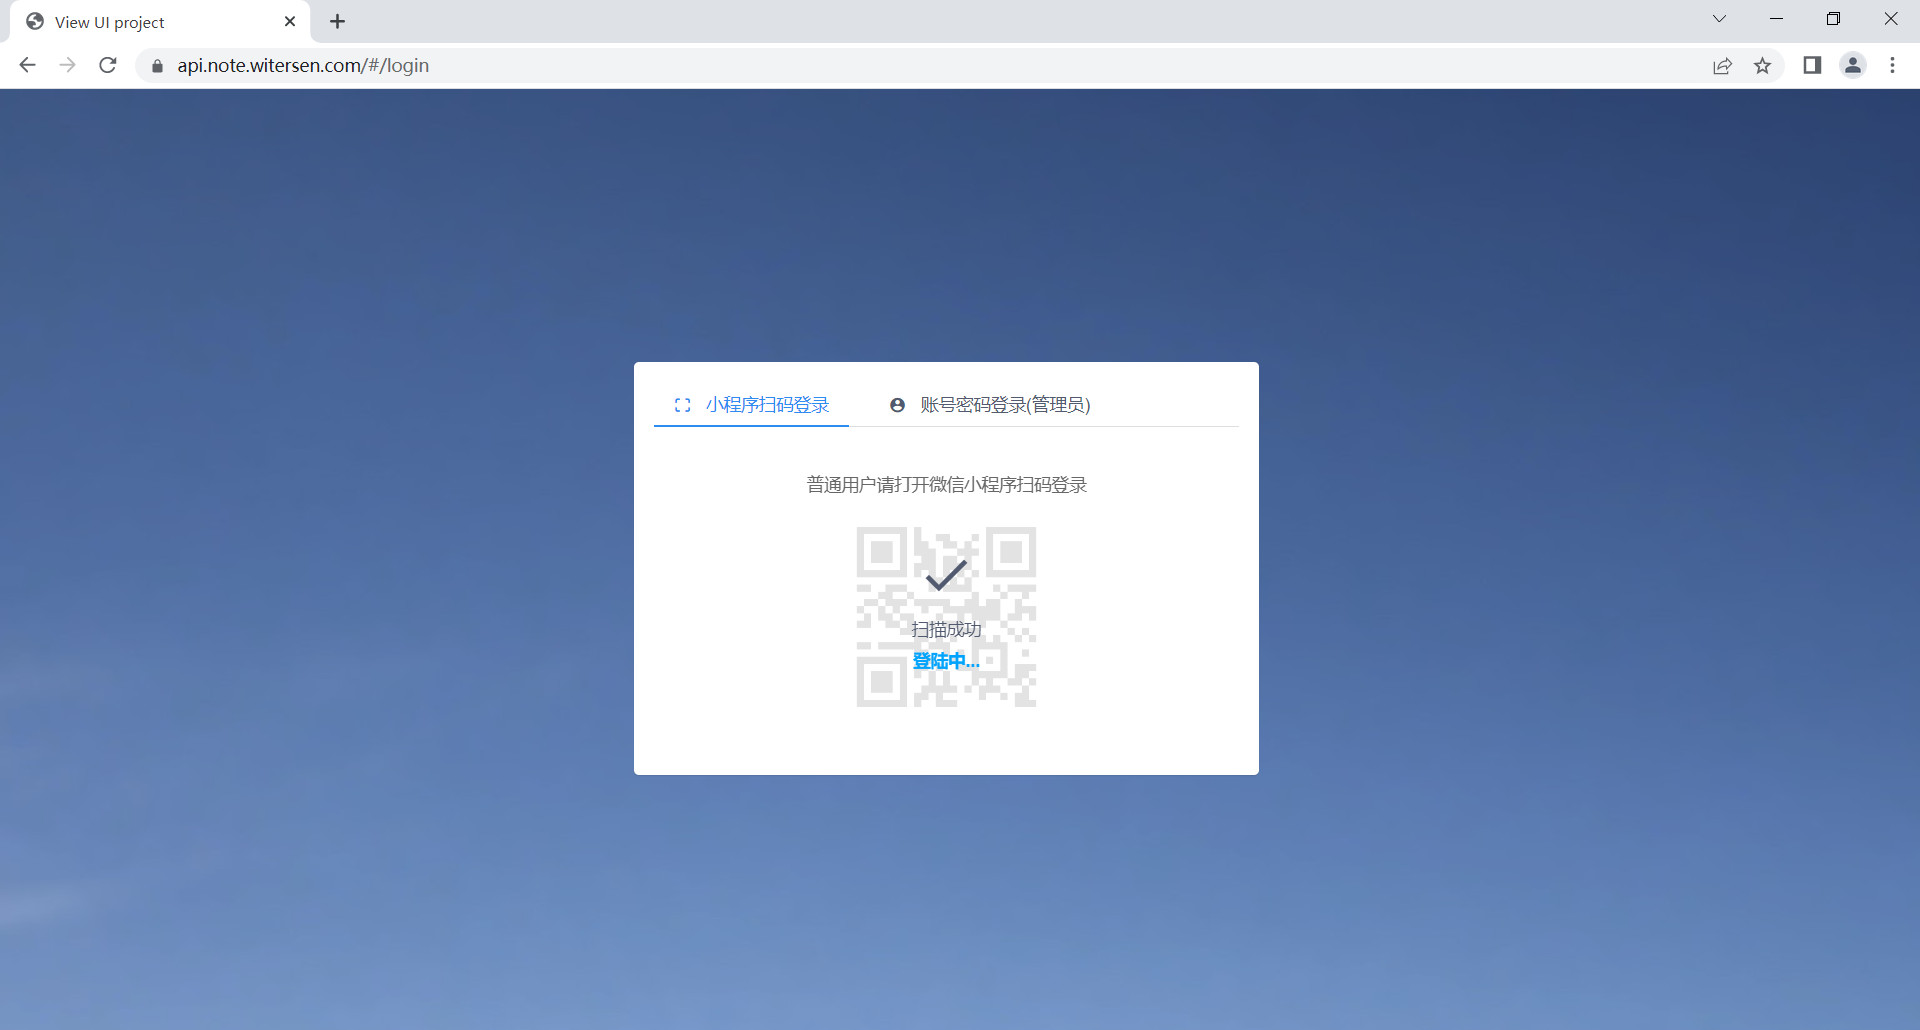 View UI project
api.note.witersen.com/#/login
小程序扫码登录
账号密码登录(管理员)
普通用户请打开微信小程序扫码登录
扫描成功
登陆中...